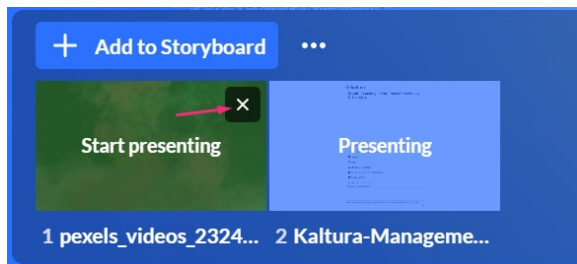 Add to Storyboard
Start presenting
Presenting
1 pexels_videos_2324...
2 Kaltura-Manageme...